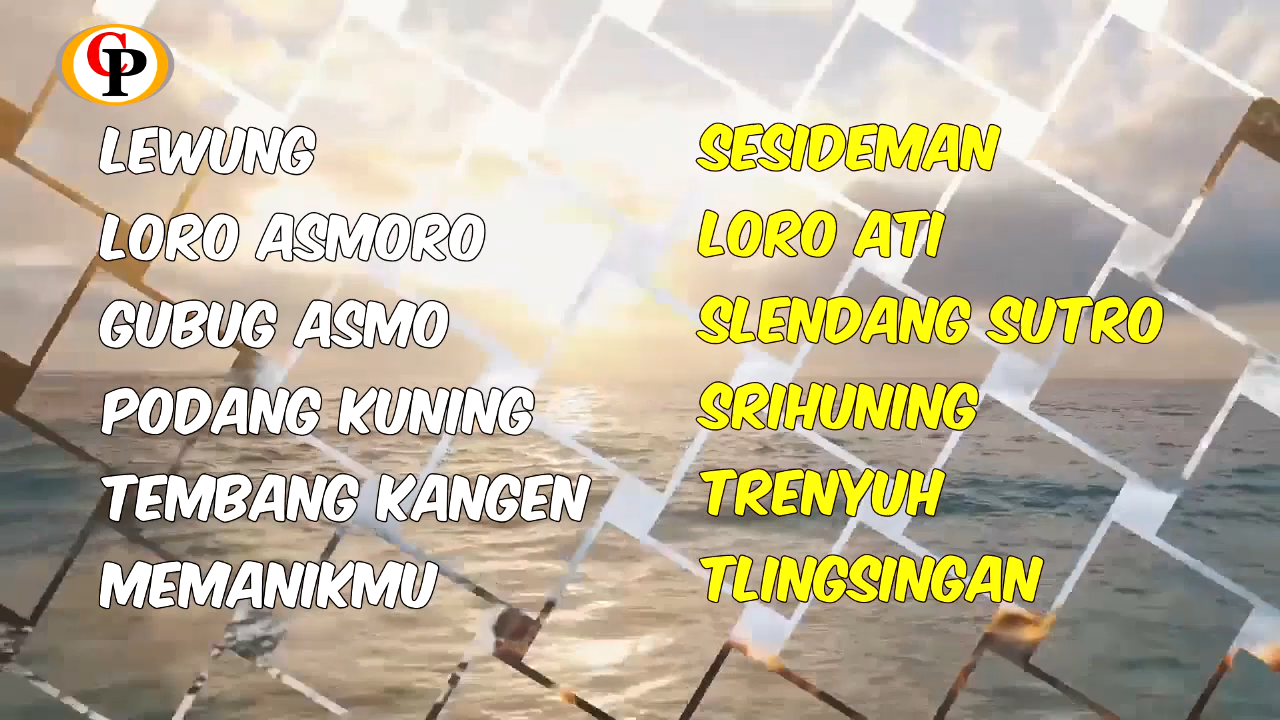 CP
LEWUNG
LORO ASMORO
GUBUG ASMO
PODANG KUNING
TEMBANG KANGEN
MEMANIKMU
SESIDEMAN
LORO ATI
SLENDANG SUTRO
SRIHUNING
TRENYUH
TLINGSINGAN